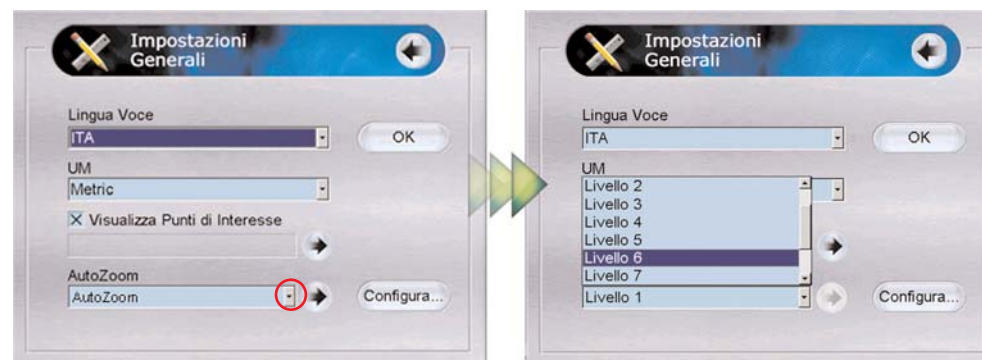 Impostazioni
Generali
Lingua Voce
ITA
OK
UM
Metric
Visualizza Punti di Interesse
AutoZoom
AutoZoom
Configura...
Impostazioni
Generali
Lingua Voce
ITA
OK
UM
Livello 2
Livello 3
Livello 4
Livello 5
Livello 6
Livello 7
Livello 1
Configura...